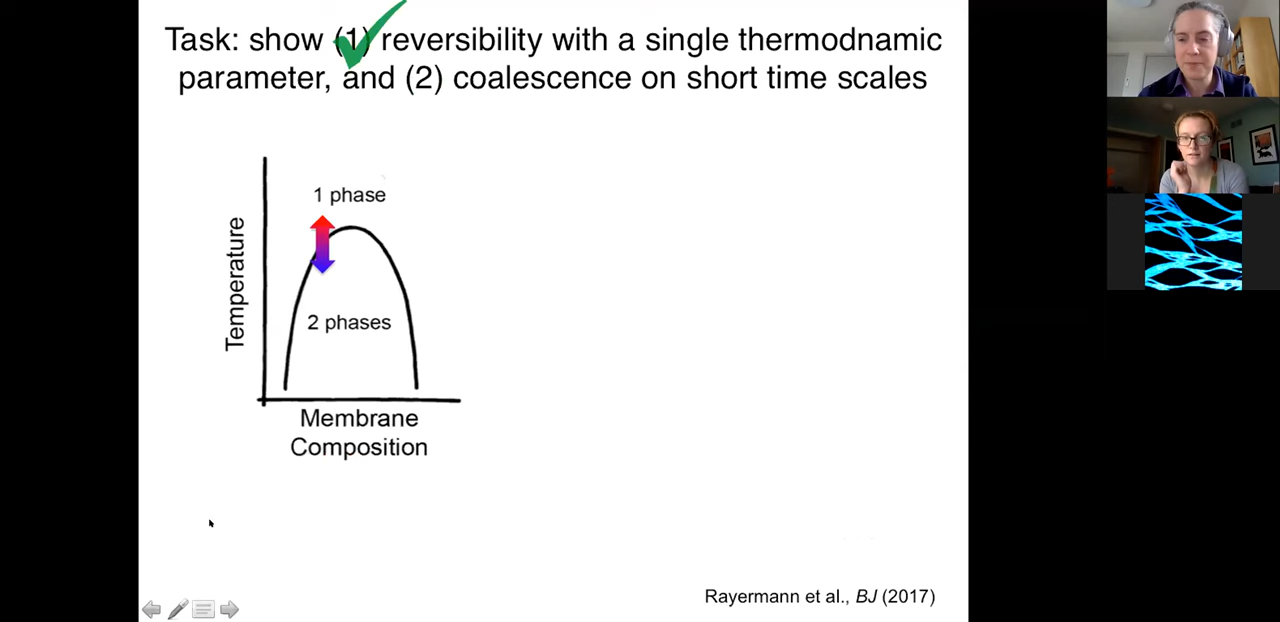 Task: show (1) reversibility with a single thermodnamic
parameter, and (2) coalescence on short time scales
1 phase
Temperature
2 phases
Membrane
Composition
Rayermann et al., BJ (2017)